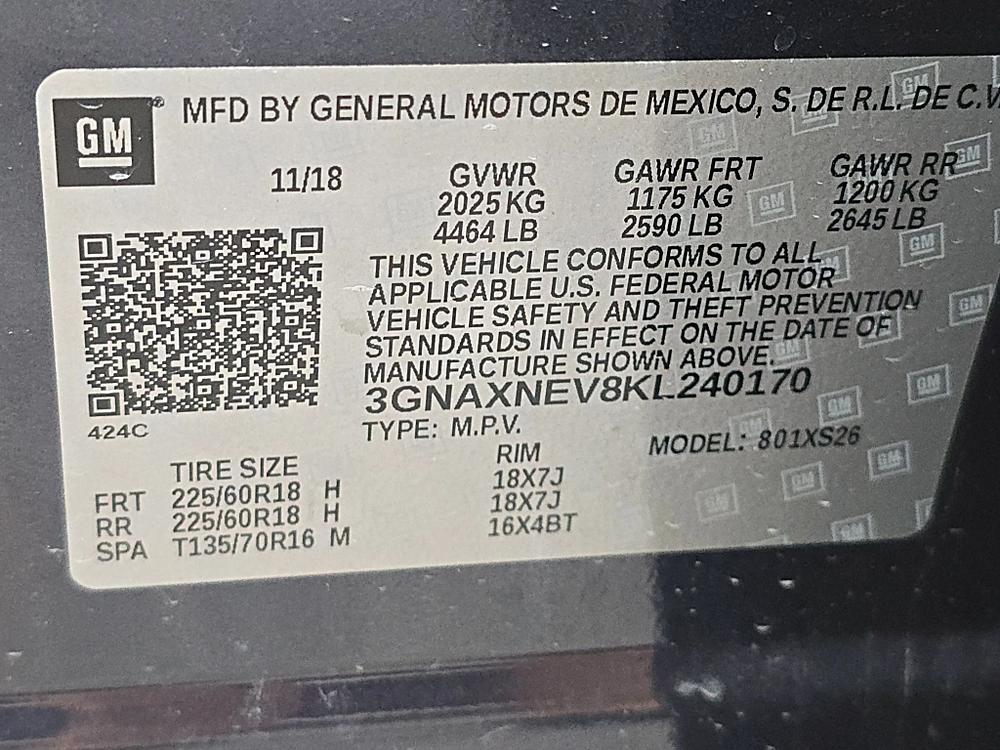 GM
MFD BY GENERAL MOTORS DE MEXICO, S. DE R.L. DE C.V
11/18 GVWR GAWR FRT GAWR RR
2025 KG 1175 KG 1200 KG
4464 LB 2590 LB 2645 LB
THIS VEHICLE CONFORMS TO ALL
APPLICABLE U.S. FEDERAL MOTOR
VEHICLE SAFETY AND THEFT PREVENTION
STANDARDS IN EFFECT ON THE DATE OF
MANUFACTURE SHOWN ABOVE.
3GNAXNEV8KL240170
424C
TYPE: M.P.V. MODEL: 801XS26
TIRE SIZE RIM
FRT 225/60R18 H 18X7J
RR 225/60R18 H 18X7J
SPA T135/70R16 M 16X4BT